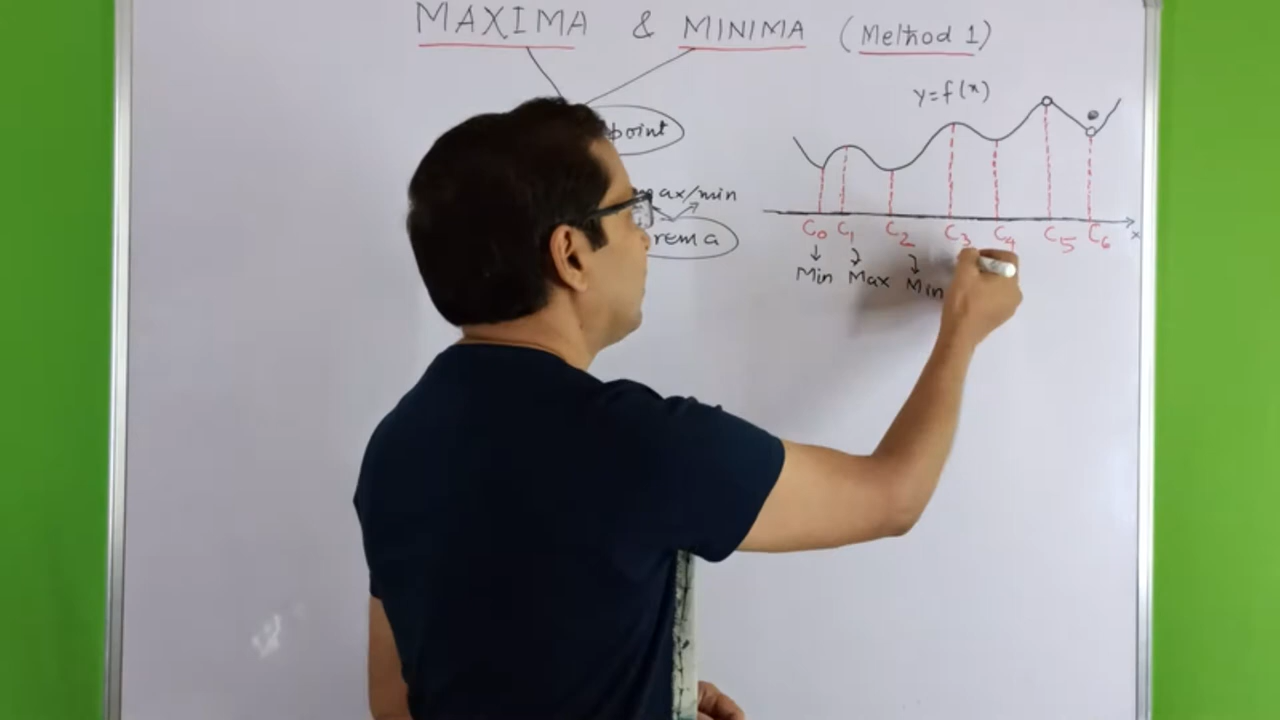 MAXIMA & MINIMA (Method 1)
y=f(x)
point
max/min
rema
x
C0 C1 C2 C3 C4 C5 C6
Min Max Min